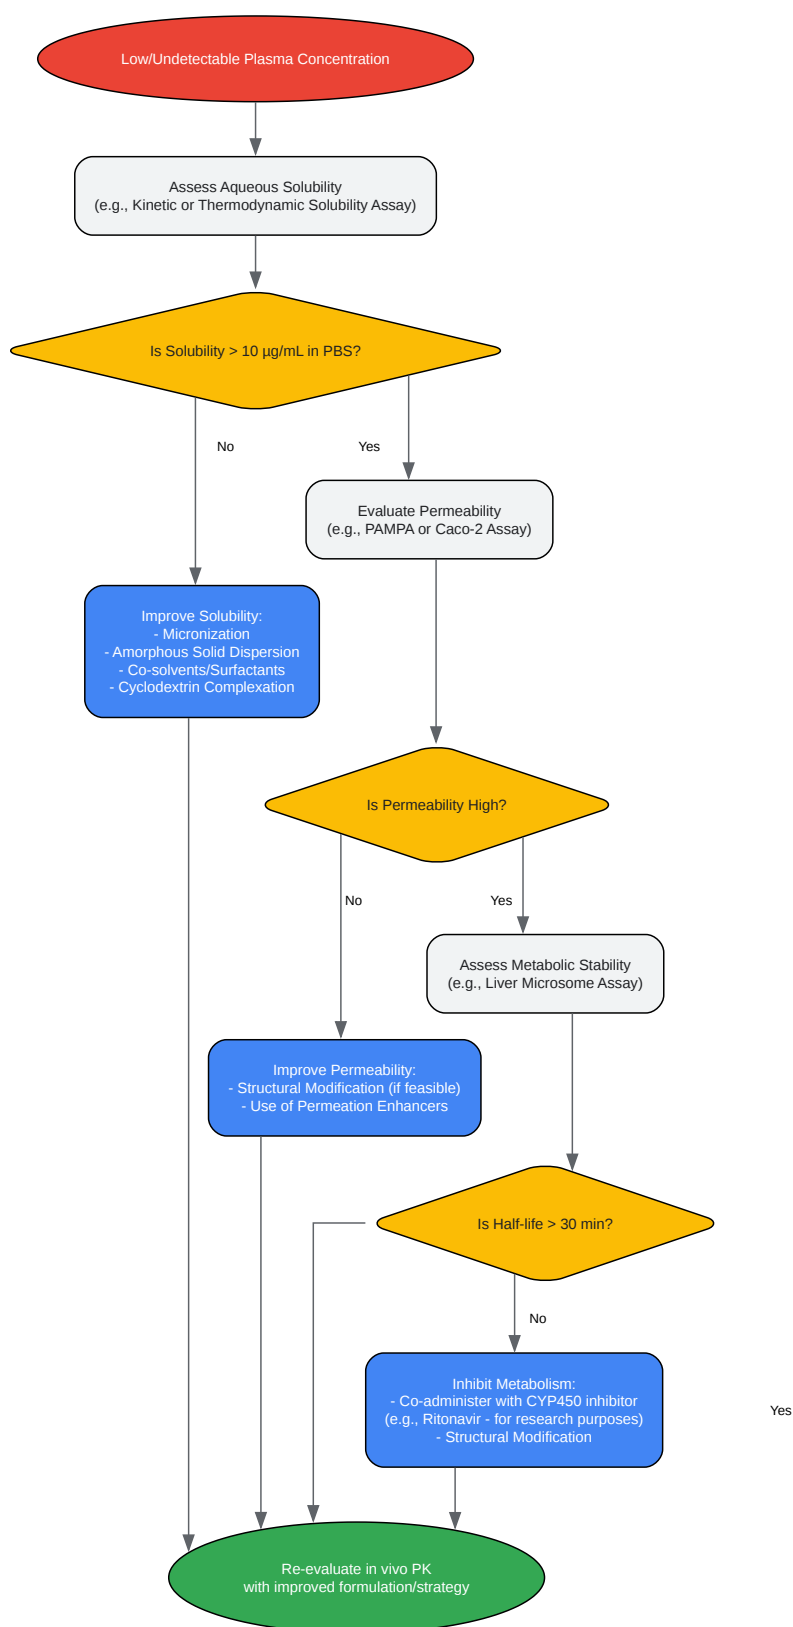 Low/Undetectable Plasma Concentration
Assess Aqueous Solubility
(e.g., Kinetic or Thermodynamic Solubility Assay)
Is Solubility > 10 µg/mL in PBS?
No
Yes
Evaluate Permeability
(e.g., PAMPA or Caco-2 Assay)
Improve Solubility:
- Micronization
- Amorphous Solid Dispersion
- Co-solvents/Surfactants
- Cyclodextrin Complexation
Is Permeability High?
No
Yes
Assess Metabolic Stability
(e.g., Liver Microsome Assay)
Improve Permeability:
- Structural Modification (if feasible)
- Use of Permeation Enhancers
Is Half-life > 30 min?
No
Inhibit Metabolism:
- Co-administer with CYP450 inhibitor
(e.g., Ritonavir - for research purposes)
- Structural Modification
Yes
Re-evaluate in vivo PK
with improved formulation/strategy